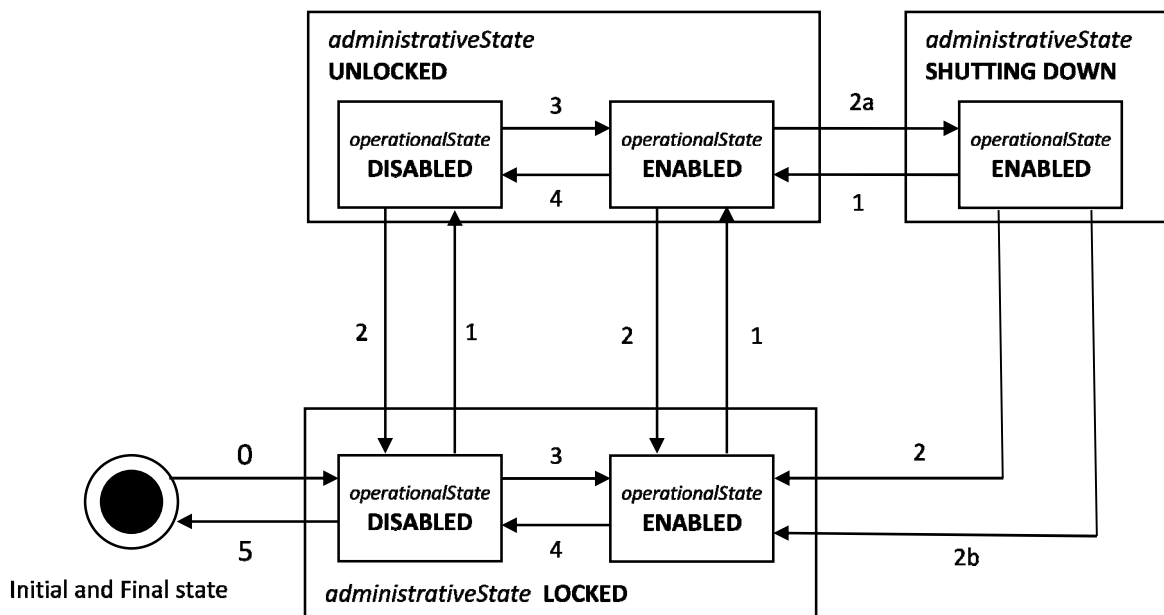 administrativeState
UNLOCKED
administrativeState
SHUTTING DOWN
3
2a
operationalState
DISABLED
operationalState
ENABLED
operationalState
ENABLED
4
1
2
1
2
1
0
3
2
operationalState
DISABLED
operationalState
ENABLED
5
4
2b
Initial and Final state
administrativeState LOCKED